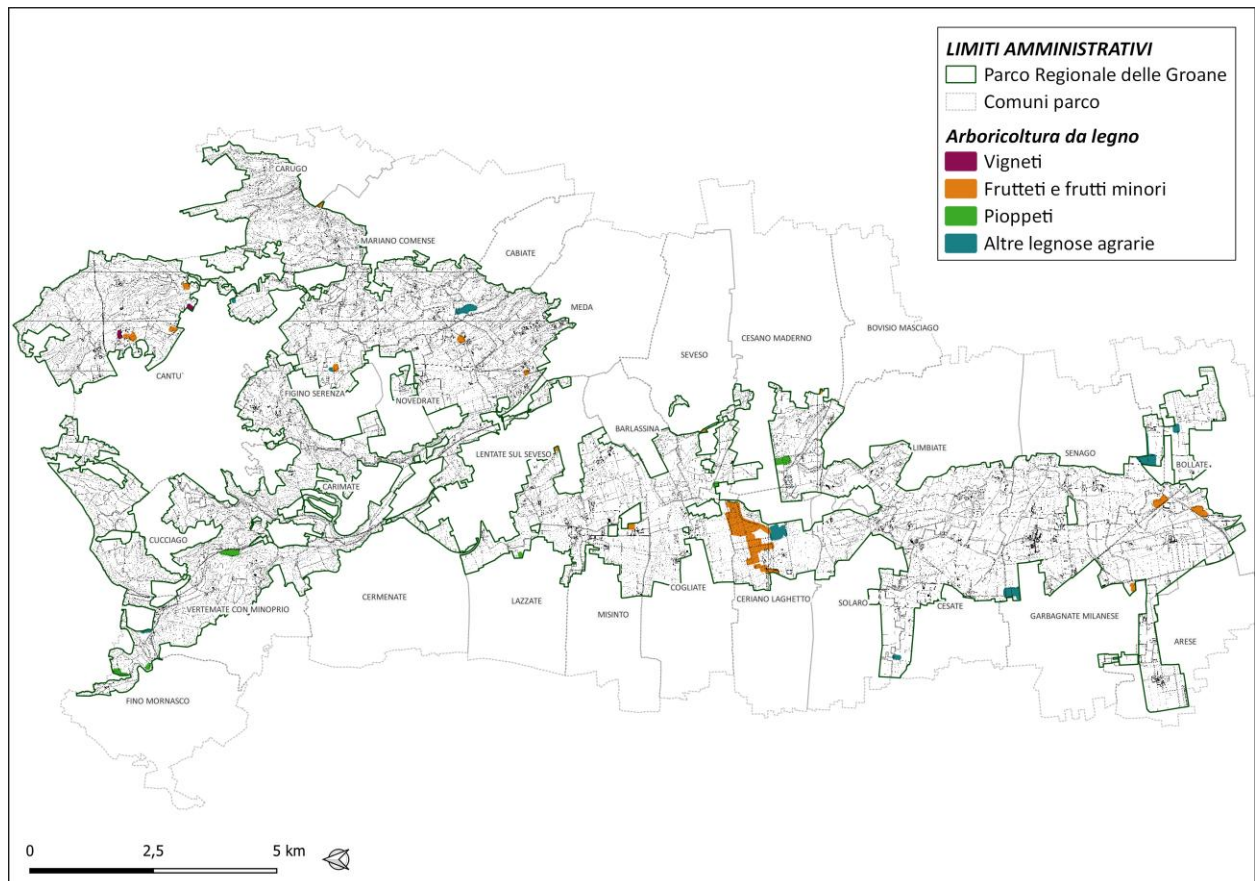 LIMITI AMMINISTRATIVI
Parco Regionale delle Groane
Comuni parco
Arboricoltura da legno
Vigneti
Frutteti e frutti minori
Pioppeti
Altre legnose agrarie
CARUGO
MARIANO COMENSE
CABIATE
MEDA
BOVISIO MASCIAGO
CESANO MADERNO
SEVESO
CANTU'
FIGINO SERENZA
NOVEDRATE
BARLASSINA
LIMBIATE
LENTATE SUL SEVESO
SENAGO
BOLLATE
CARIMATE
CUCCIAGO
COGLIATE
CERMENATE
LAZZATE
CERIANO LAGHETTO
SOLARO
CESATE
VERTEMATE CON MINOPRIO
MISINTO
GARBAGNATE MILANESE
ARESE
FINO MORNASCO
0 2,5 5 km